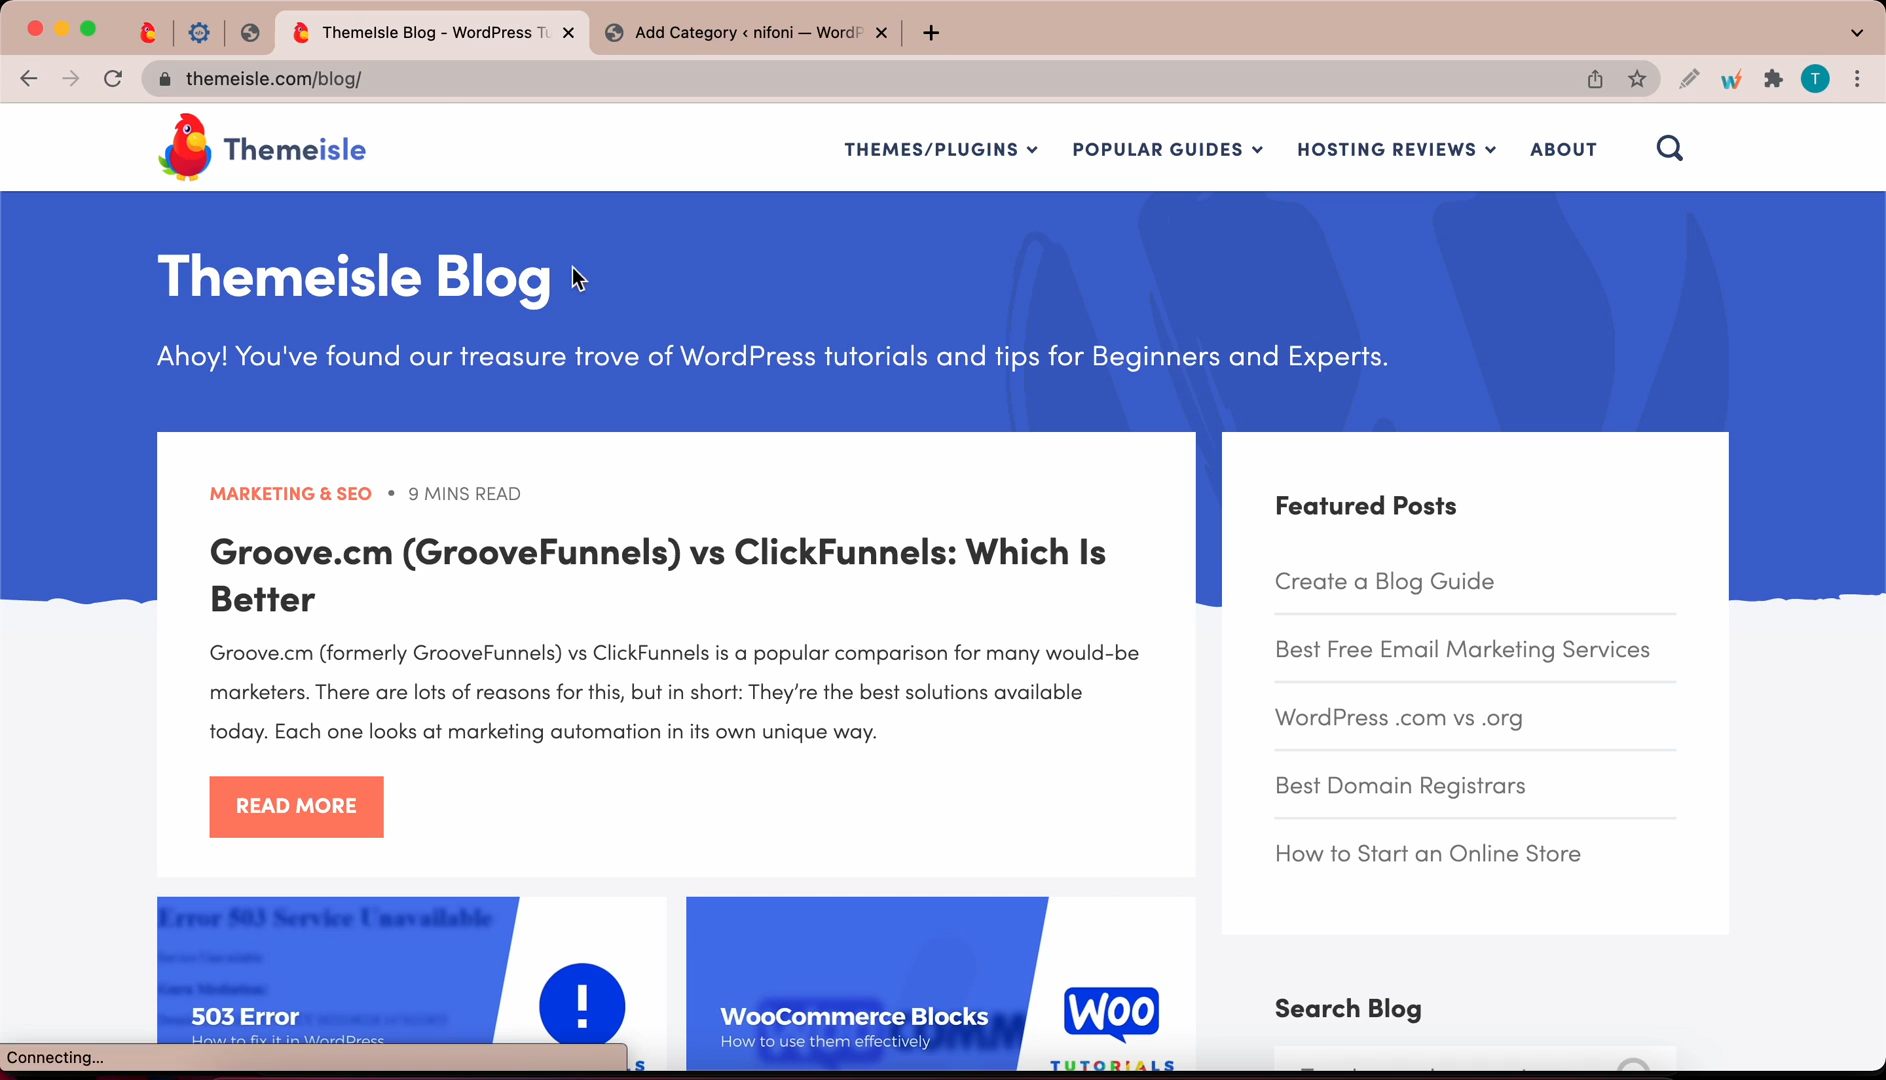 ThemeIsle Blog - WordPress Tu
Add Category ‹ nifoni — WordP
themeisle.com/blog/
T
Themeisle
THEMES/PLUGINS
POPULAR GUIDES
HOSTING REVIEWS
ABOUT
Themeisle Blog
Ahoy! You've found our treasure trove of WordPress tutorials and tips for Beginners and Experts.
MARKETING & SEO • 9 MINS READ
Groove.cm (GrooveFunnels) vs ClickFunnels: Which Is
Better
Groove.cm (formerly GrooveFunnels) vs ClickFunnels is a popular comparison for many would-be
marketers. There are lots of reasons for this, but in short: They’re the best solutions available
today. Each one looks at marketing automation in its own unique way.
READ MORE
Featured Posts
Create a Blog Guide
Best Free Email Marketing Services
WordPress .com vs .org
Best Domain Registrars
How to Start an Online Store
Error 503 Service Unavailable
503 Error
How to fix it in WordPress
WooCommerce Blocks
How to use them effectively
WOO
TUTORIALS
Search Blog
Connecting...